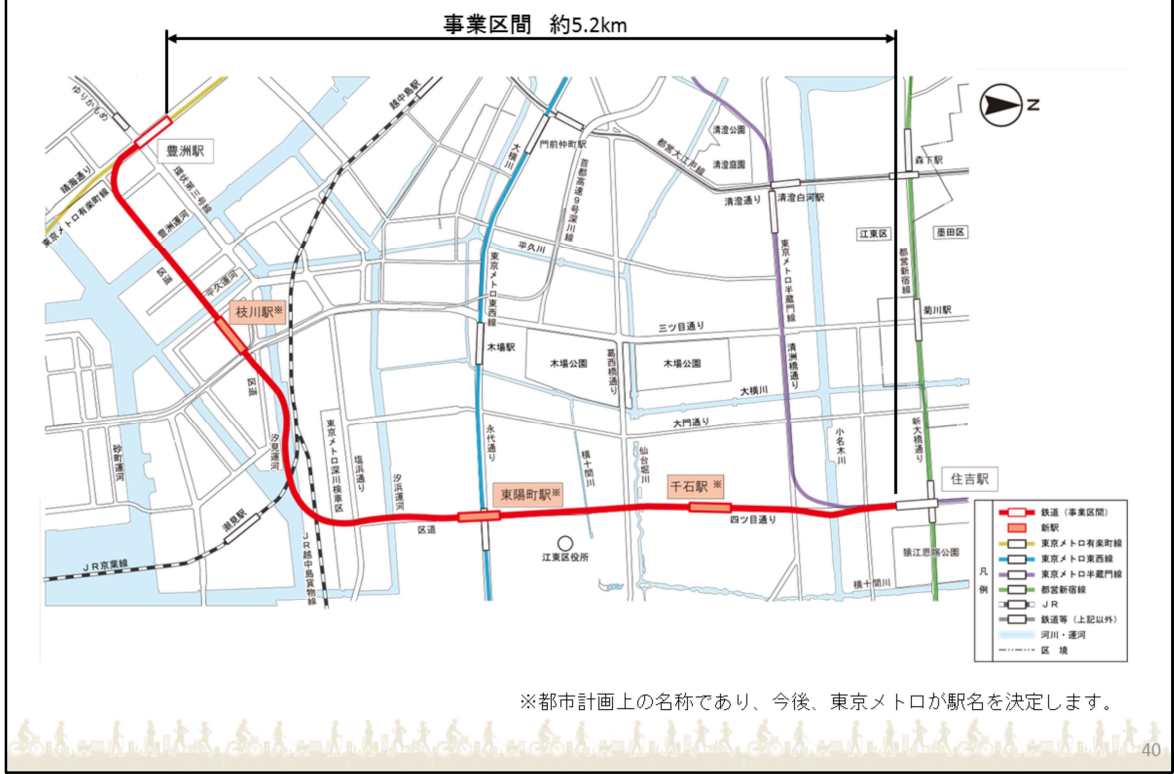 事業区間 約5.2km
N
ゆりかもめ
豊洲駅
晴海通り
東京メトロ有楽町線
環状第三号線
豊洲運河
区道
平久運河
枝川駅※
区道
汐見運河
砂町運河
越中島駅
潮見駅
JR京葉線
JR越中島貨物線
東京メトロ深川検車区
塩浜通り
汐浜運河
区道
大横川
門前仲町駅
首都高速9号深川線
平久川
東京メトロ東西線
木場駅
永代通り
東陽町駅※
江東区役所
横十間川
木場公園
葛西橋通り
木場公園
三ツ目通り
大横川
大門通り
仙台堀川
千石駅※
四ツ目通り
清澄公園
清澄庭園
都営大江戸線
清澄通り
清澄白河駅
東京メトロ半蔵門線
清洲橋通り
小名木川
森下駅
江東区
墨田区
都営新宿線
菊川駅
新大橋通り
住吉駅
猿江恩賜公園
横十間川
凡例
鉄道(事業区間)
新駅
東京メトロ有楽町線
東京メトロ東西線
東京メトロ半蔵門線
都営新宿線
JR
鉄道等(上記以外)
河川・運河
区 境
※都市計画上の名称であり、今後、東京メトロが駅名を決定します。
40